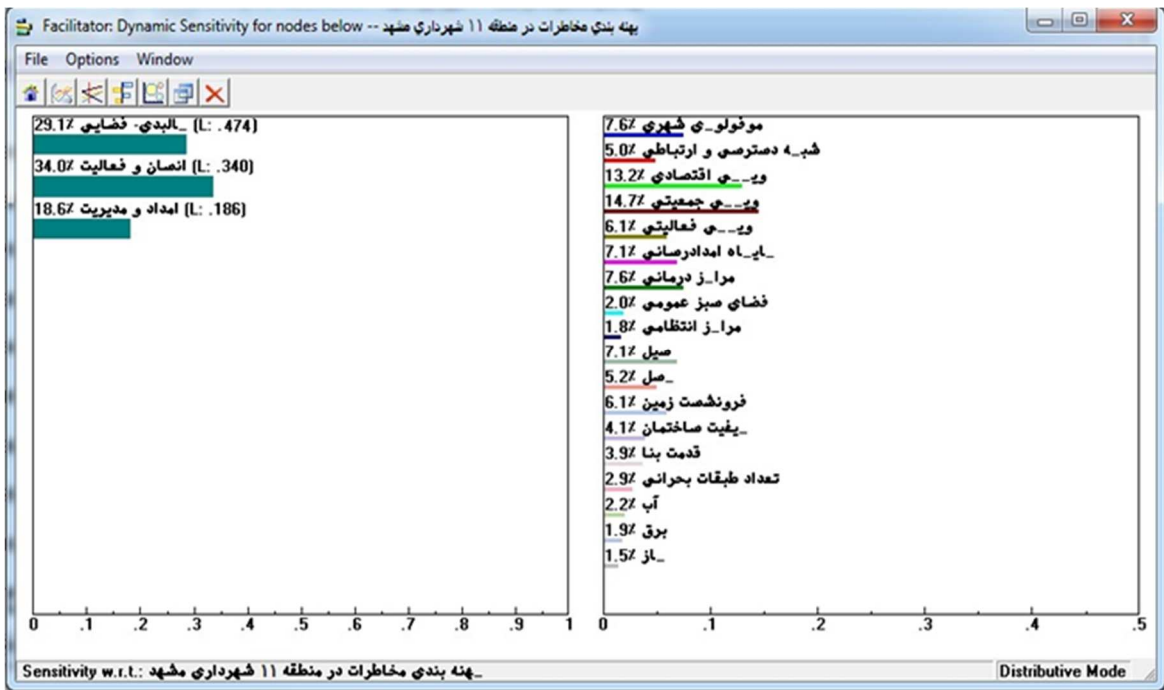 Facilitator: Dynamic Sensitivity for nodes below -- پهنه بندي مخاطرات در منطقه ۱۱ شهرداري مشهد
File Options Window
29.1% _البدي- فضايي (L: .474)
34.0% انسان و فعاليت (L: .340)
18.6% امداد و مديريت (L: .186)
0 .1 .2 .3 .4 .5 .6 .7 .8 .9 1
7.6% موفولو_ي شهري
5.0% شب_ه دسترسي و ارتباطي
13.2% وي__ي اقتصادي
14.7% وي__ي جمعيتي
6.1% وي__ي فعاليتي
7.1% _اي_اه امدادرساني
7.6% مرا_ز درماني
2.0% فضاي سبز عمومي
1.8% مرا_ز انتظامي
7.1% سيل
5.2% _سل
6.1% فرونشست زمين
4.1% _يفيت ساختمان
3.9% قدمت بنا
2.9% تعداد طبقات بحراني
2.2% آب
1.9% برق
1.5% _از
0 .1 .2 .3 .4 .5
Sensitivity w.r.t.: _هنه بندي مخاطرات در منطقه ۱۱ شهرداري مشهد
Distributive Mode